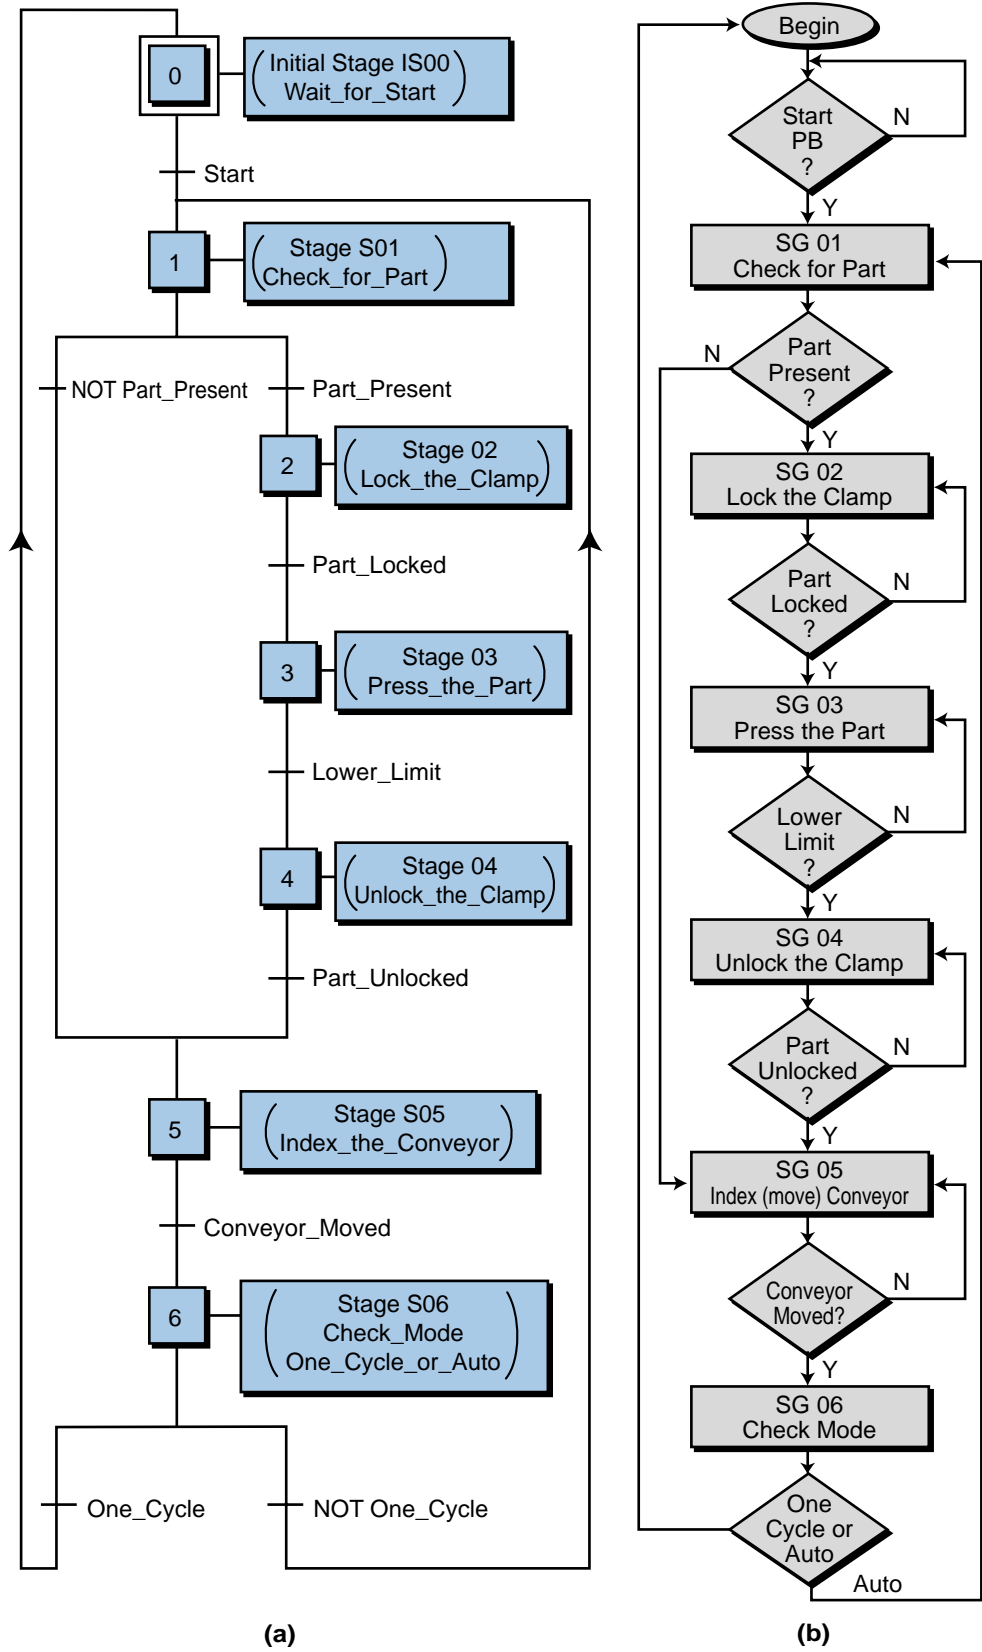 0
Initial Stage IS00
Wait_for_Start
Start
1
Stage S01
Check_for_Part
NOT Part_Present
Part_Present
2
Stage 02
Lock_the_Clamp
Part_Locked
3
Stage 03
Press_the_Part
Lower_Limit
4
Stage 04
Unlock_the_Clamp
Part_Unlocked
5
Stage S05
Index_the_Conveyor
Conveyor_Moved
6
Stage S06
Check_Mode
One_Cycle_or_Auto
One_Cycle
NOT One_Cycle
(a)
Begin
Start
PB
?
N
Y
SG 01
Check for Part
N
Part
Present
?
Y
SG 02
Lock the Clamp
Part
Locked
?
N
Y
SG 03
Press the Part
Lower
Limit
?
N
Y
SG 04
Unlock the Clamp
Part
Unlocked
?
N
Y
SG 05
Index (move) Conveyor
Conveyor
Moved?
N
Y
SG 06
Check Mode
One
Cycle or
Auto
Auto
(b)